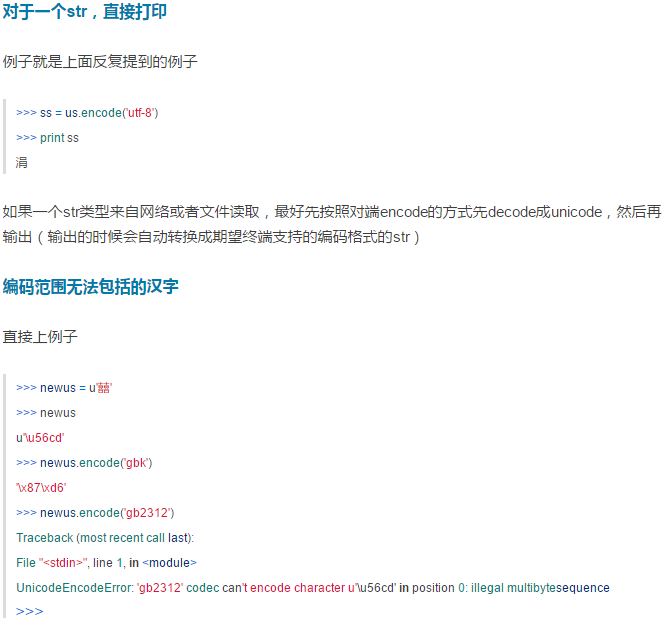 对于一个str，直接打印
例子就是上面反复提到的例子
>>> ss = us.encode('utf-8')
>>> print ss
涓
如果一个str类型来自网络或者文件读取，最好先按照对端encode的方式先decode成unicode，然后再
输出（输出的时候会自动转换成期望终端支持的编码格式的str）
编码范围无法包括的汉字
直接上例子
>>> newus = u'囍'
>>> newus
u'\u56cd'
>>> newus.encode('gbk')
'\x87\xd6'
>>> newus.encode('gb2312')
Traceback (most recent call last):
File "<stdin>", line 1, in <module>
UnicodeEncodeError: 'gb2312' codec can't encode character u'\u56cd' in position 0: illegal multibytesequence
>>>